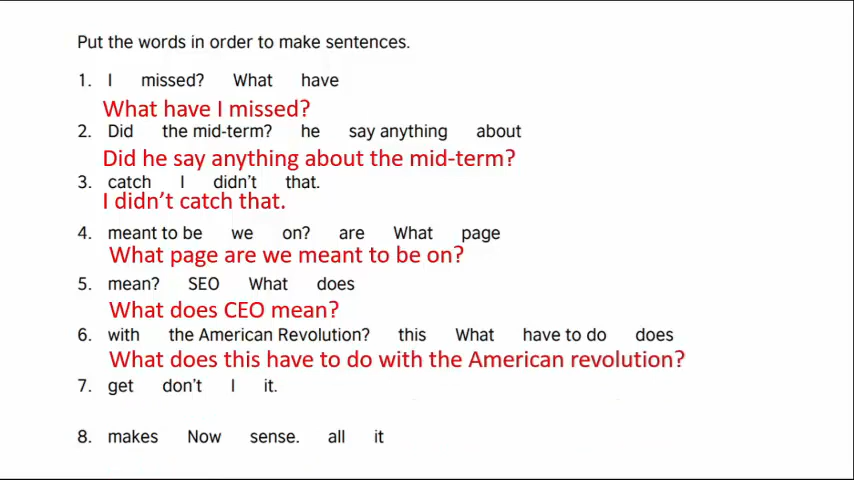 Put the words in order to make sentences.
1. I missed? What have
What have I missed?
2. Did the mid-term? he say anything about
Did he say anything about the mid-term?
3. catch I didn't that.
I didn't catch that.
4. meant to be we on? are What page
What page are we meant to be on?
5. mean? SEO What does
What does CEO mean?
6. with the American Revolution? this What have to do does
What does this have to do with the American revolution?
7. get don't I it.
8. makes Now sense. all it